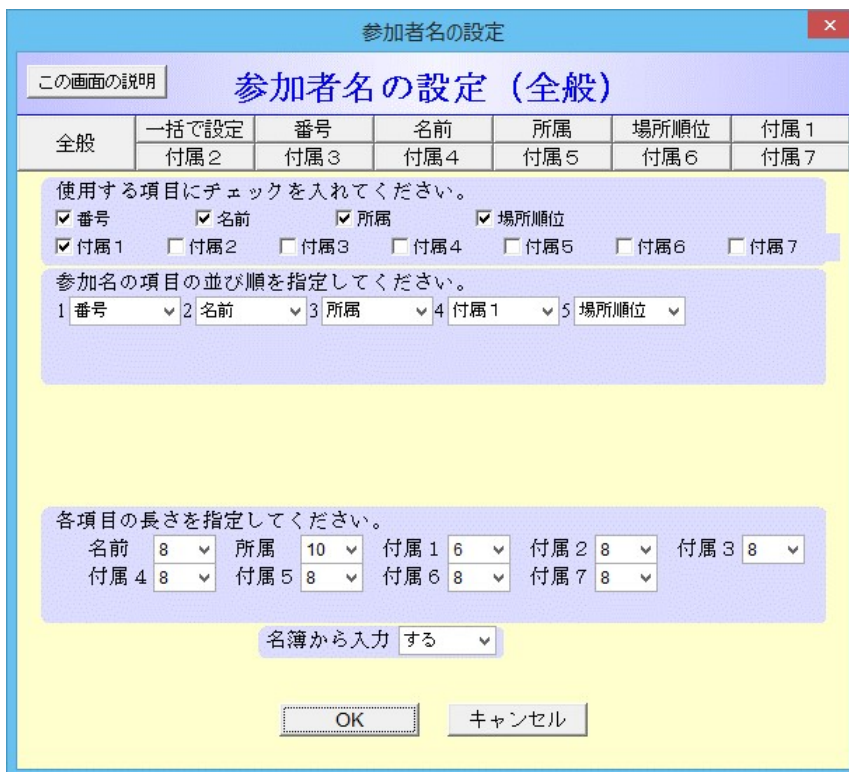 参加者名の設定
×
この画面の説明 参加者名の設定(全般)
全般 一括で設定 番号 名前 所属 場所順位 付属1
付属2 付属3 付属4 付属5 付属6 付属7
使用する項目にチェックを入れてください。
番号 名前 所属 場所順位
付属1 付属2 付属3 付属4 付属5 付属6 付属7
参加名の項目の並び順を指定してください。
1 番号 2 名前 3 所属 4 付属1 5 場所順位
各項目の長さを指定してください。
名前 8 所属 10 付属1 6 付属2 8 付属3 8
付属4 8 付属5 8 付属6 8 付属7 8
名簿から入力 する
OK キャンセル